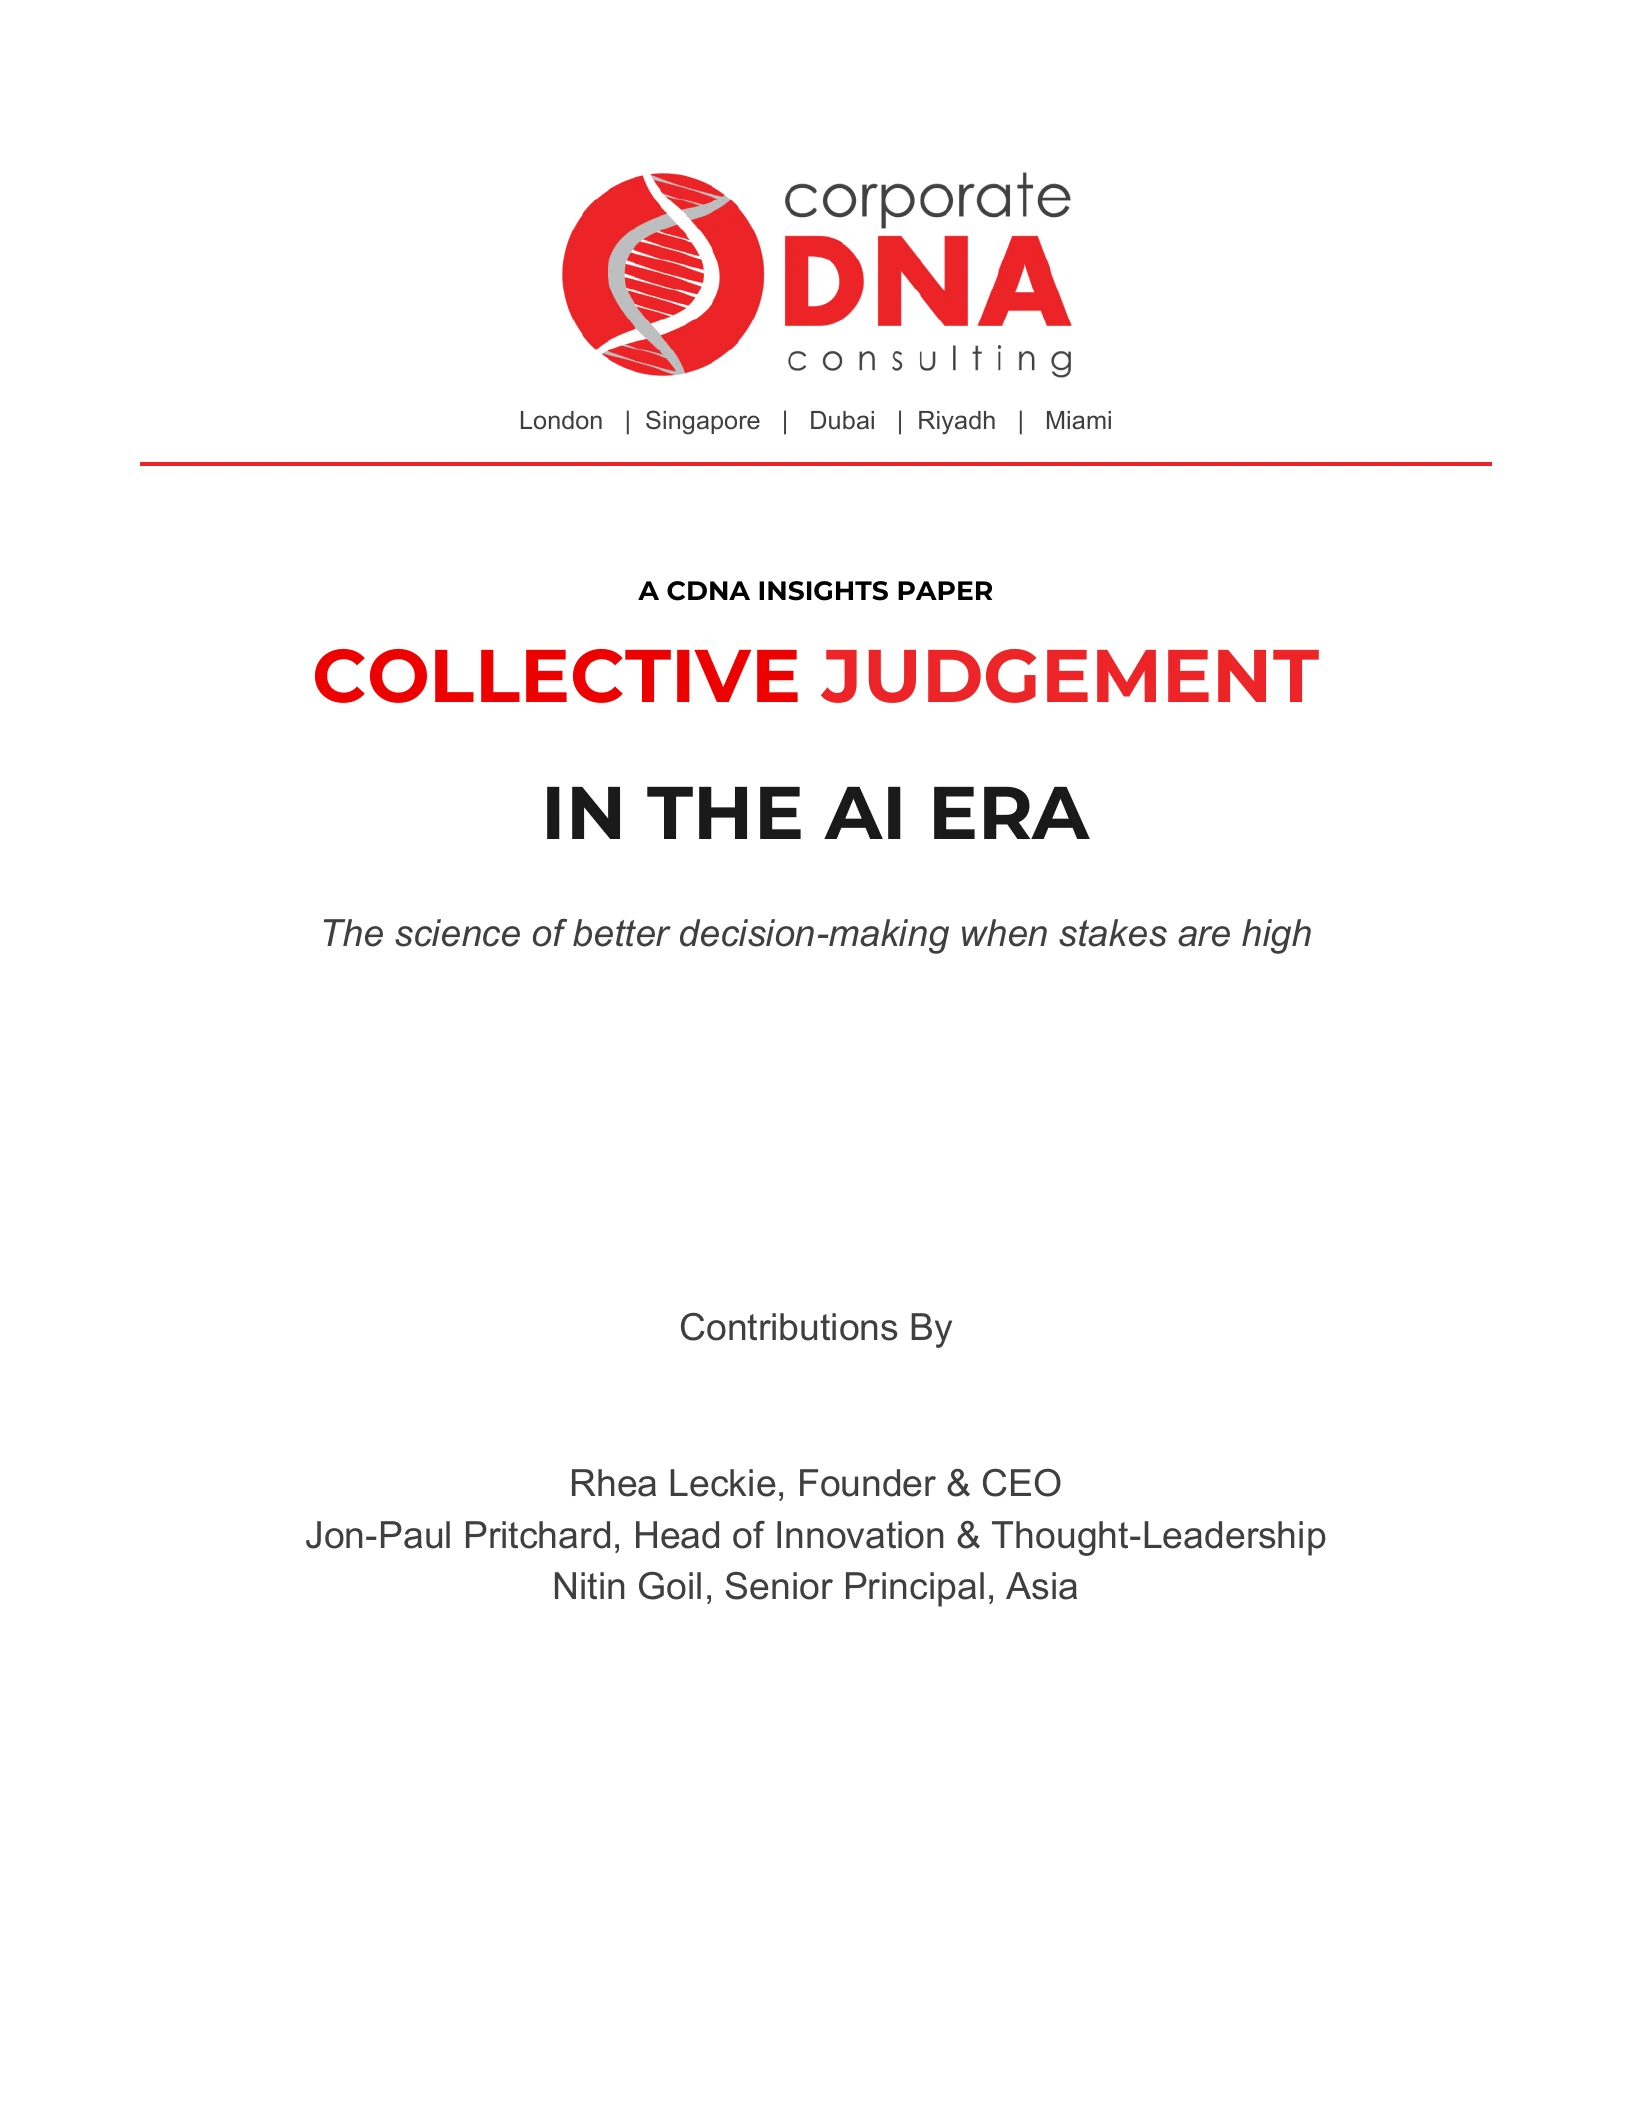 corporate
DNA
consulting
London | Singapore | Dubai | Riyadh | Miami
A CDNA INSIGHTS PAPER
COLLECTIVE JUDGEMENT
IN THE AI ERA
The science of better decision-making when stakes are high
Contributions By
Rhea Leckie, Founder & CEO
Jon-Paul Pritchard, Head of Innovation & Thought-Leadership
Nitin Goil, Senior Principal, Asia